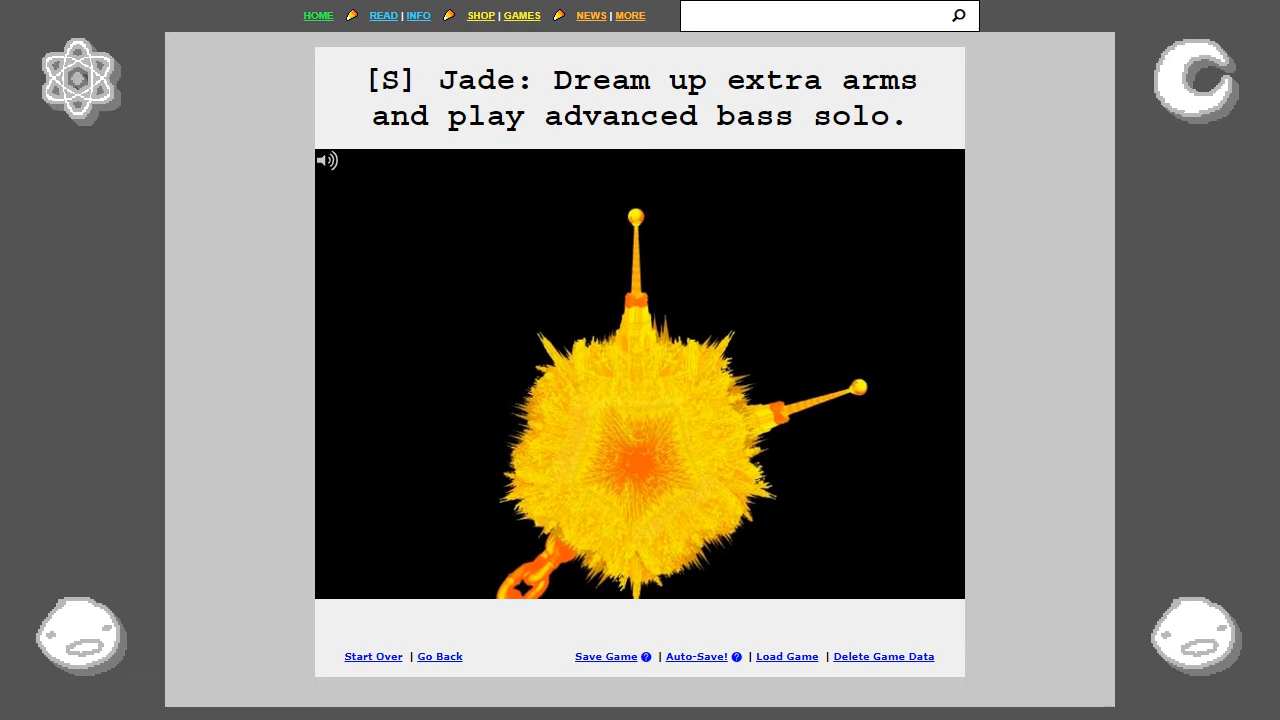 HOME READ | INFO SHOP | GAMES NEWS | MORE
[S] Jade: Dream up extra arms
and play advanced bass solo.
Start Over | Go Back Save Game ? | Auto-Save! ? | Load Game | Delete Game Data